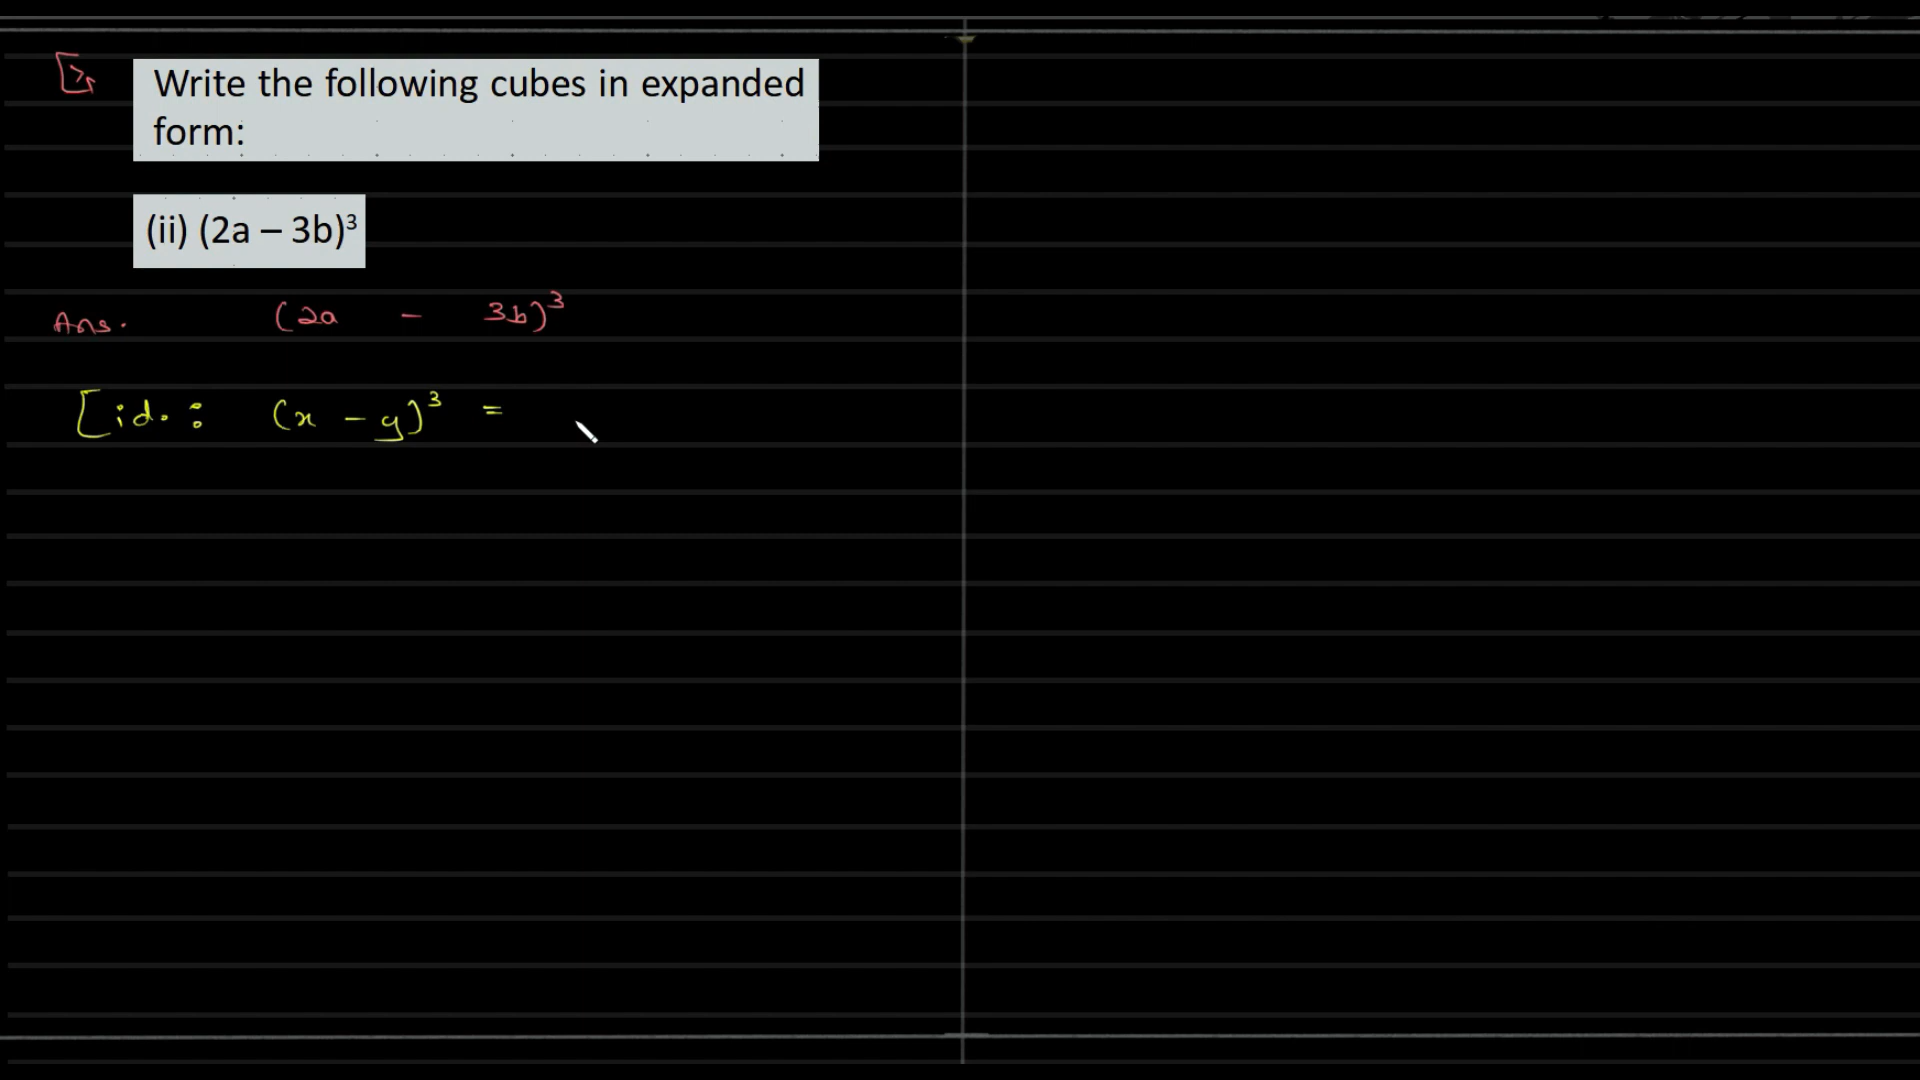 Write the following cubes in expanded
form:
(ii) (2a – 3b)³
Ans. (2a - 3b)³
[id. : (x - y)³ =